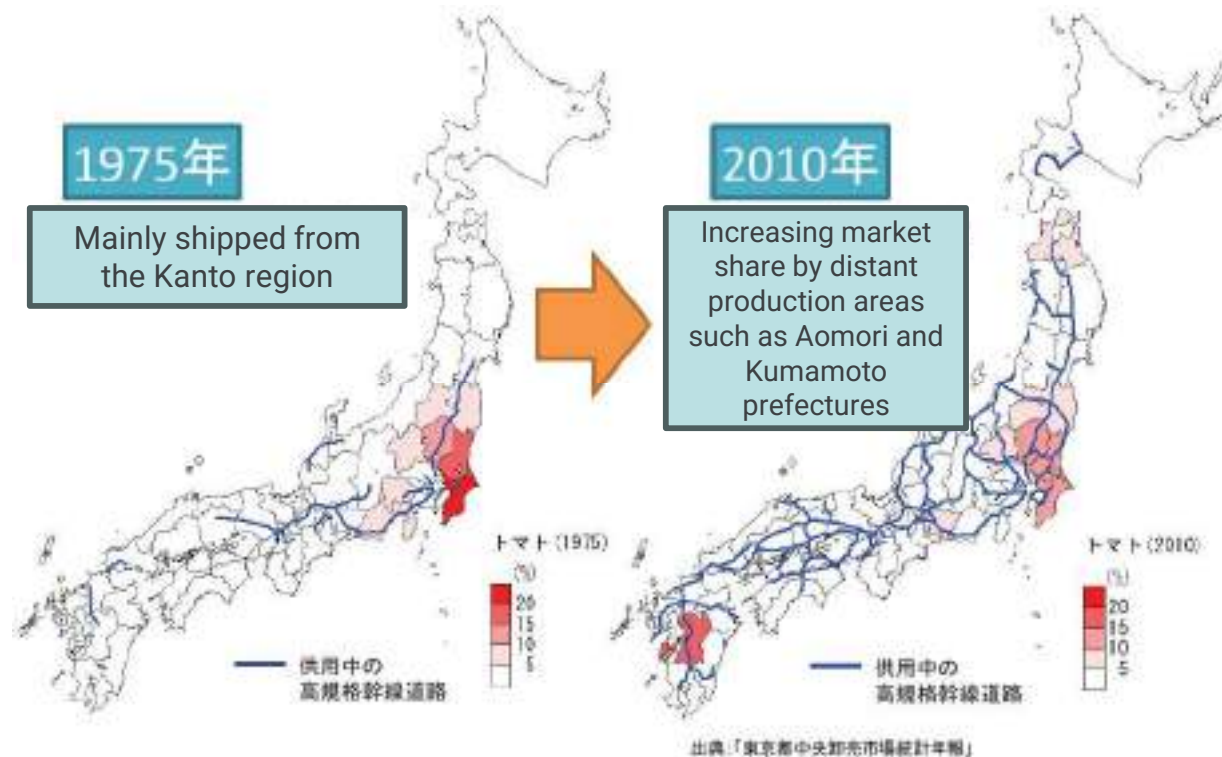 1975年
Mainly shipped from
the Kanto region
トマト(1975)
(%)
20
15
10
5
供用中の
高規格幹線道路
2010年
Increasing market
share by distant
production areas
such as Aomori and
Kumamoto
prefectures
トマト(2010)
(%)
20
15
10
5
供用中の
高規格幹線道路
出典:「東京都中央卸売市場統計年報」